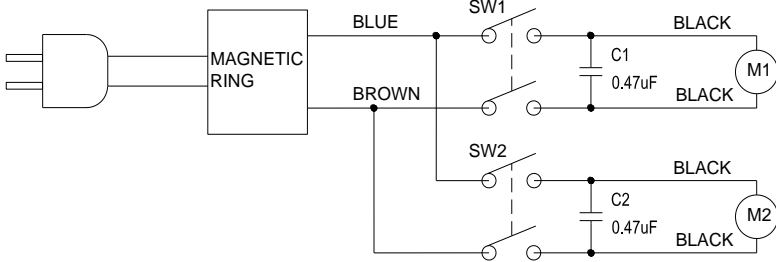 SW1
BLUE
BLACK
MAGNETIC
RING
C1
0.47uF
M1
BROWN
BLACK
SW2
BLACK
C2
0.47uF
M2
BLACK